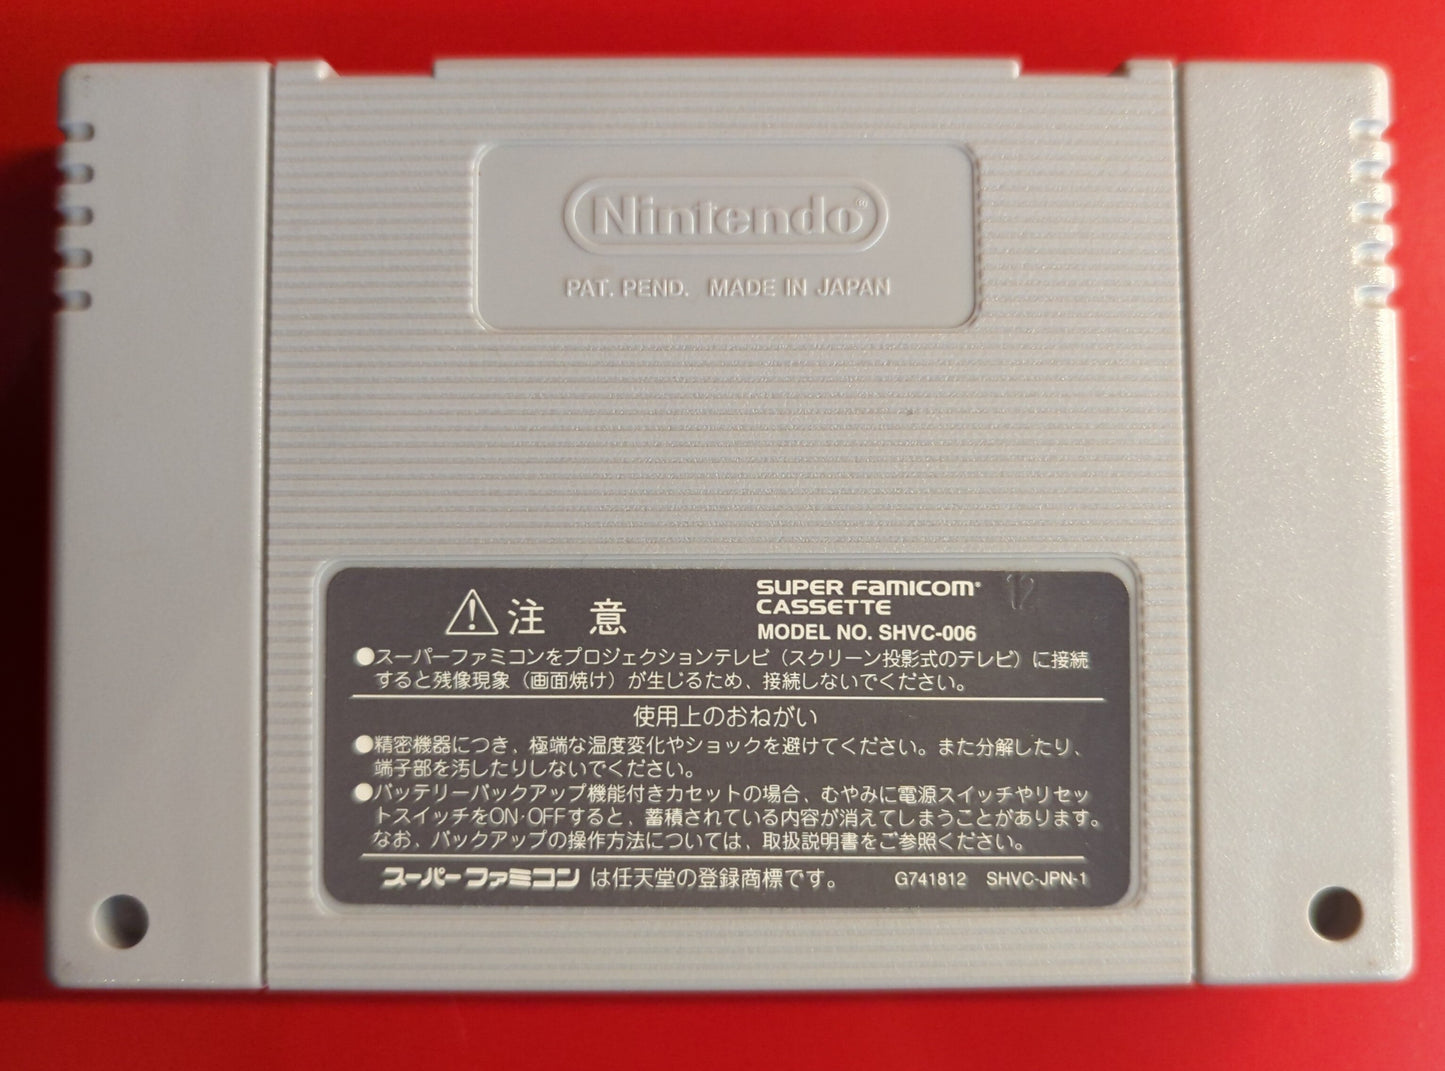 Nintendo®
PAT. PEND. MADE IN JAPAN
注 意
SUPER FAMICOM®
CASSETTE
MODEL NO. SHVC-006
12
●スーパーファミコンをプロジェクションテレビ（スクリーン投影式のテレビ）に接続
すると残像現象（画面焼け）が生じるため、接続しないでください。
使用上のおねがい
●精密機器につき、極端な温度変化やショックを避けてください。また分解したり、
端子部を汚したりしないでください。
●バッテリーバックアップ機能付きカセットの場合、むやみに電源スイッチやリセッ
トスイッチをON・OFFすると、蓄積されている内容が消えてしまうことがあります。
なお、バックアップの操作方法については、取扱説明書をご参照ください。
スーパーファミコン は任天堂の登録商標です。 G741812 SHVC-JPN-1